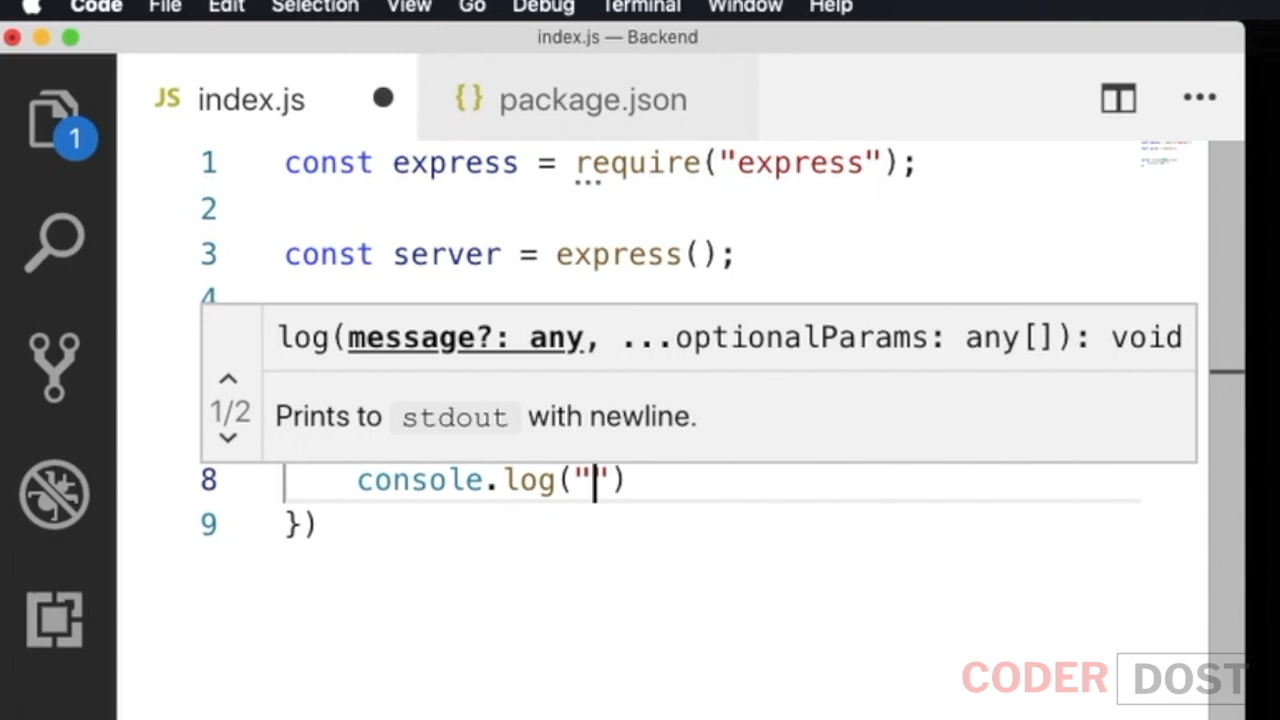 Code File Edit Selection View Go Debug Terminal Window Help
index.js — Backend
JS index.js
{} package.json
1
1 const express = require("express");
2
3 const server = express();
4
log(message?: any, ...optionalParams: any[]): void
1/2
Prints to stdout with newline.
8 console.log("")
9 })
CODER DOST